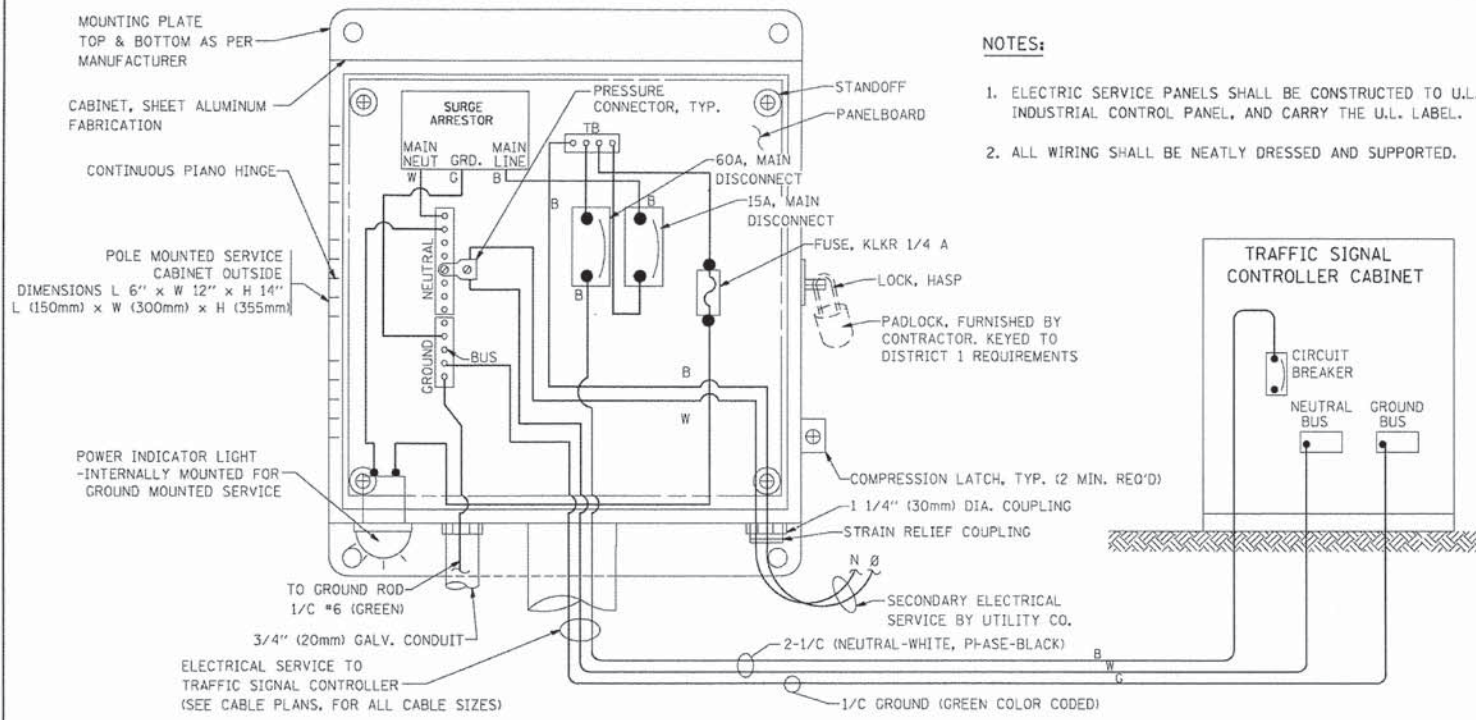 MOUNTING PLATE
TOP & BOTTOM AS PER
MANUFACTURER
CABINET, SHEET ALUMINUM
FABRICATION
CONTINUOUS PIANO HINGE
POLE MOUNTED SERVICE
CABINET OUTSIDE
DIMENSIONS L 6" x W 12" x H 14"
L (150mm) x W (300mm) x H (355mm)
POWER INDICATOR LIGHT
-INTERNALLY MOUNTED FOR
GROUND MOUNTED SERVICE
SURGE
ARRESTOR
MAIN
NEUT
GRD.
MAIN
LINE
W
G
B
PRESSURE
CONNECTOR, TYP.
TB
STANDOFF
PANELBOARD
60A, MAIN
DISCONNECT
15A, MAIN
DISCONNECT
B
B
B
FUSE, KLKR 1/4 A
NEUTRAL
GROUND
BUS
LOCK, HASP
PADLOCK, FURNISHED BY
CONTRACTOR. KEYED TO
DISTRICT 1 REQUIREMENTS
B
W
COMPRESSION LATCH, TYP. (2 MIN. REQ'D)
1 1/4" (30mm) DIA. COUPLING
STRAIN RELIEF COUPLING
N Ø
SECONDARY ELECTRICAL
SERVICE BY UTILITY CO.
TO GROUND ROD
1/C #6 (GREEN)
3/4" (20mm) GALV. CONDUIT
ELECTRICAL SERVICE TO
TRAFFIC SIGNAL CONTROLLER
(SEE CABLE PLANS, FOR ALL CABLE SIZES)
2-1/C (NEUTRAL-WHITE, PHASE-BLACK)
1/C GROUND (GREEN COLOR CODED)
B
W
G
NOTES:
1. ELECTRIC SERVICE PANELS SHALL BE CONSTRUCTED TO U.L.
INDUSTRIAL CONTROL PANEL, AND CARRY THE U.L. LABEL.
2. ALL WIRING SHALL BE NEATLY DRESSED AND SUPPORTED.
TRAFFIC SIGNAL
CONTROLLER CABINET
CIRCUIT
BREAKER
NEUTRAL
BUS
GROUND
BUS